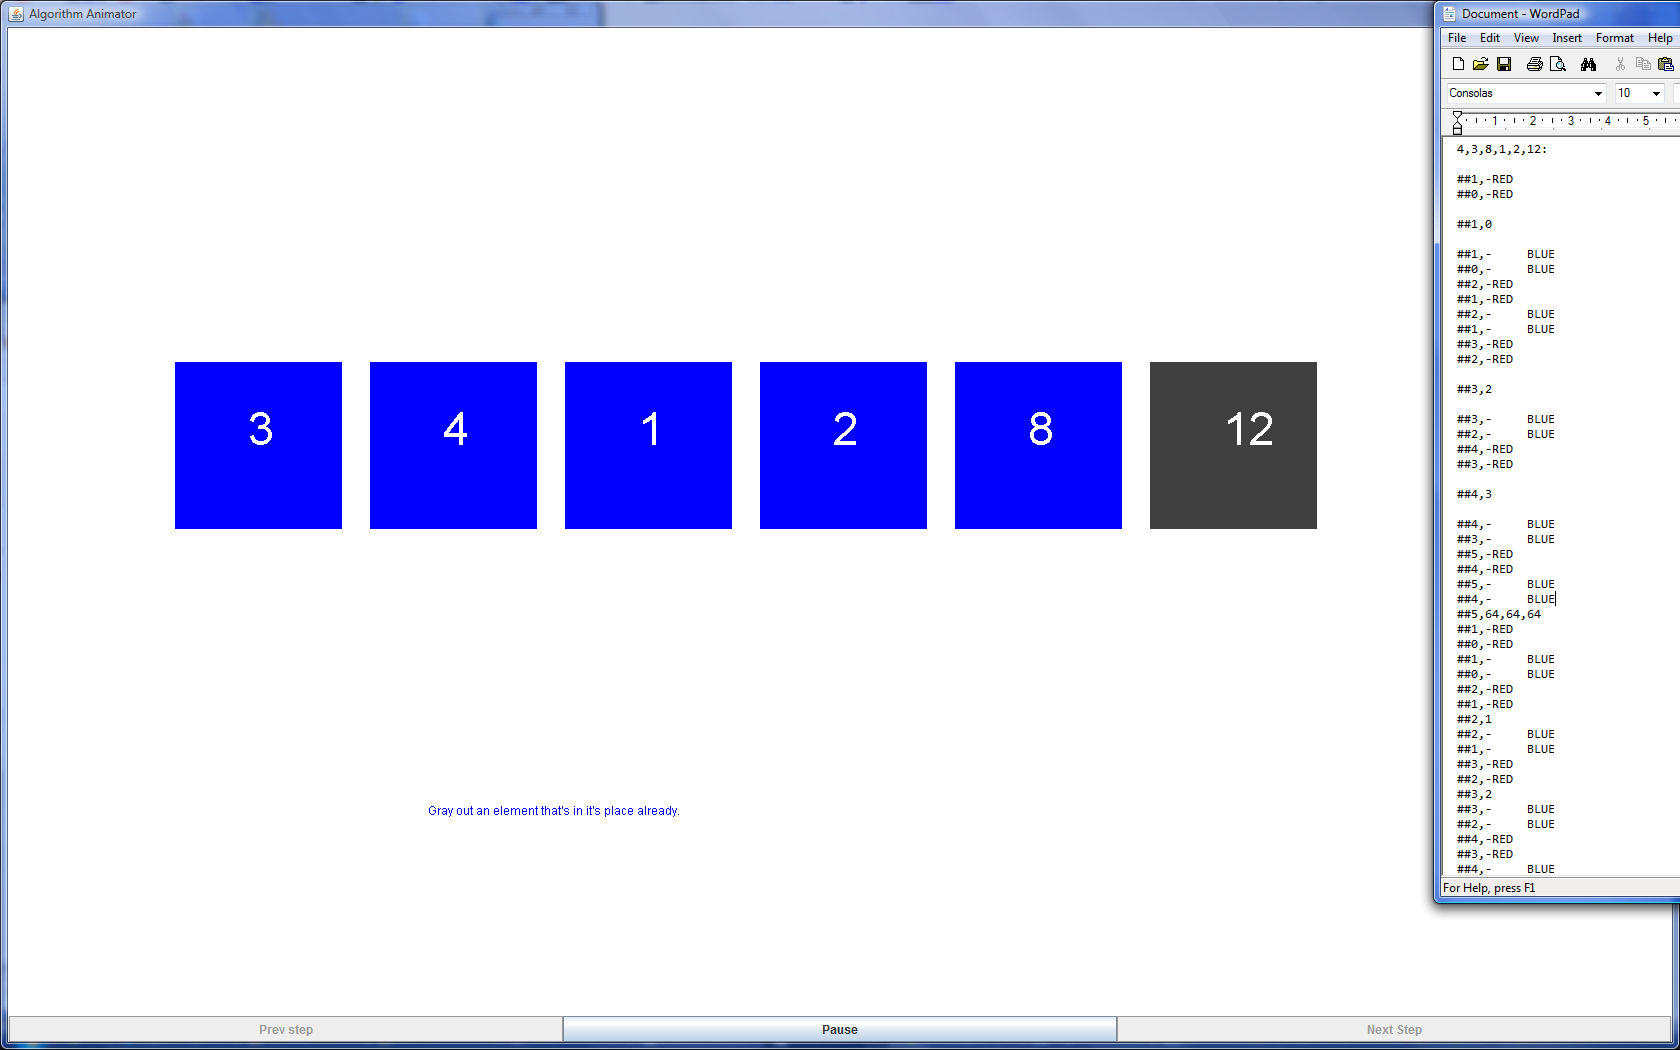 Algorithm Animator
3 4 1 2 8 12
Gray out an element that's in it's place already.
Prev step Pause Next Step
Document - WordPad
File Edit View Insert Format Help
Consolas 10
1 2 3 4 5
4,3,8,1,2,12:
##1,-RED
##0,-RED
##1,0
##1,- BLUE
##0,- BLUE
##2,-RED
##1,-RED
##2,- BLUE
##1,- BLUE
##3,-RED
##2,-RED
##3,2
##3,- BLUE
##2,- BLUE
##4,-RED
##3,-RED
##4,3
##4,- BLUE
##3,- BLUE
##5,-RED
##4,-RED
##5,- BLUE
##4,- BLUE
##5,64,64,64
##1,-RED
##0,-RED
##1,- BLUE
##0,- BLUE
##2,-RED
##1,-RED
##2,1
##2,- BLUE
##1,- BLUE
##3,-RED
##2,-RED
##3,2
##3,- BLUE
##2,- BLUE
##4,-RED
##3,-RED
##4,- BLUE
For Help, press F1